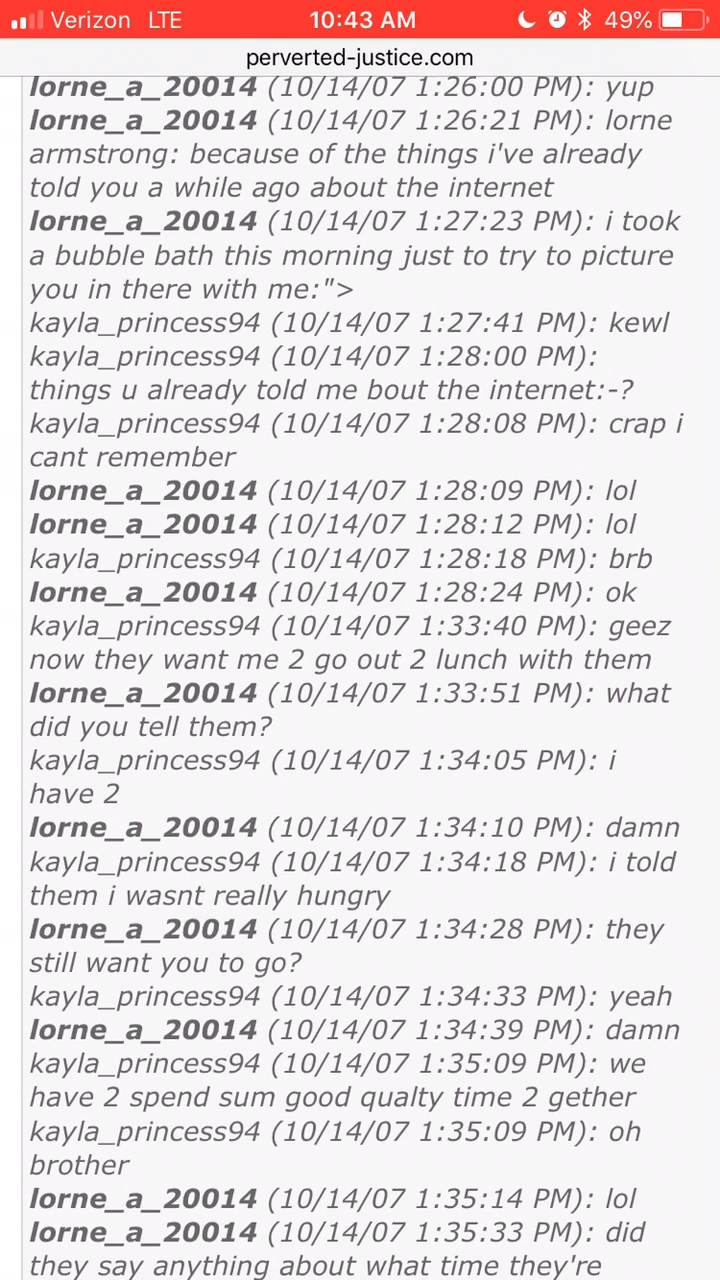 Verizon LTE 10:43 AM 49%
perverted-justice.com
lorne_a_20014 (10/14/07 1:26:00 PM): yup
lorne_a_20014 (10/14/07 1:26:21 PM): lorne
armstrong: because of the things i've already
told you a while ago about the internet
lorne_a_20014 (10/14/07 1:27:23 PM): i took
a bubble bath this morning just to try to picture
you in there with me:">
kayla_princess94 (10/14/07 1:27:41 PM): kewl
kayla_princess94 (10/14/07 1:28:00 PM):
things u already told me bout the internet:-?
kayla_princess94 (10/14/07 1:28:08 PM): crap i
cant remember
lorne_a_20014 (10/14/07 1:28:09 PM): lol
lorne_a_20014 (10/14/07 1:28:12 PM): lol
kayla_princess94 (10/14/07 1:28:18 PM): brb
lorne_a_20014 (10/14/07 1:28:24 PM): ok
kayla_princess94 (10/14/07 1:33:40 PM): geez
now they want me 2 go out 2 lunch with them
lorne_a_20014 (10/14/07 1:33:51 PM): what
did you tell them?
kayla_princess94 (10/14/07 1:34:05 PM): i
have 2
lorne_a_20014 (10/14/07 1:34:10 PM): damn
kayla_princess94 (10/14/07 1:34:18 PM): i told
them i wasnt really hungry
lorne_a_20014 (10/14/07 1:34:28 PM): they
still want you to go?
kayla_princess94 (10/14/07 1:34:33 PM): yeah
lorne_a_20014 (10/14/07 1:34:39 PM): damn
kayla_princess94 (10/14/07 1:35:09 PM): we
have 2 spend sum good qualty time 2 gether
kayla_princess94 (10/14/07 1:35:09 PM): oh
brother
lorne_a_20014 (10/14/07 1:35:14 PM): lol
lorne_a_20014 (10/14/07 1:35:33 PM): did
they say anything about what time they're